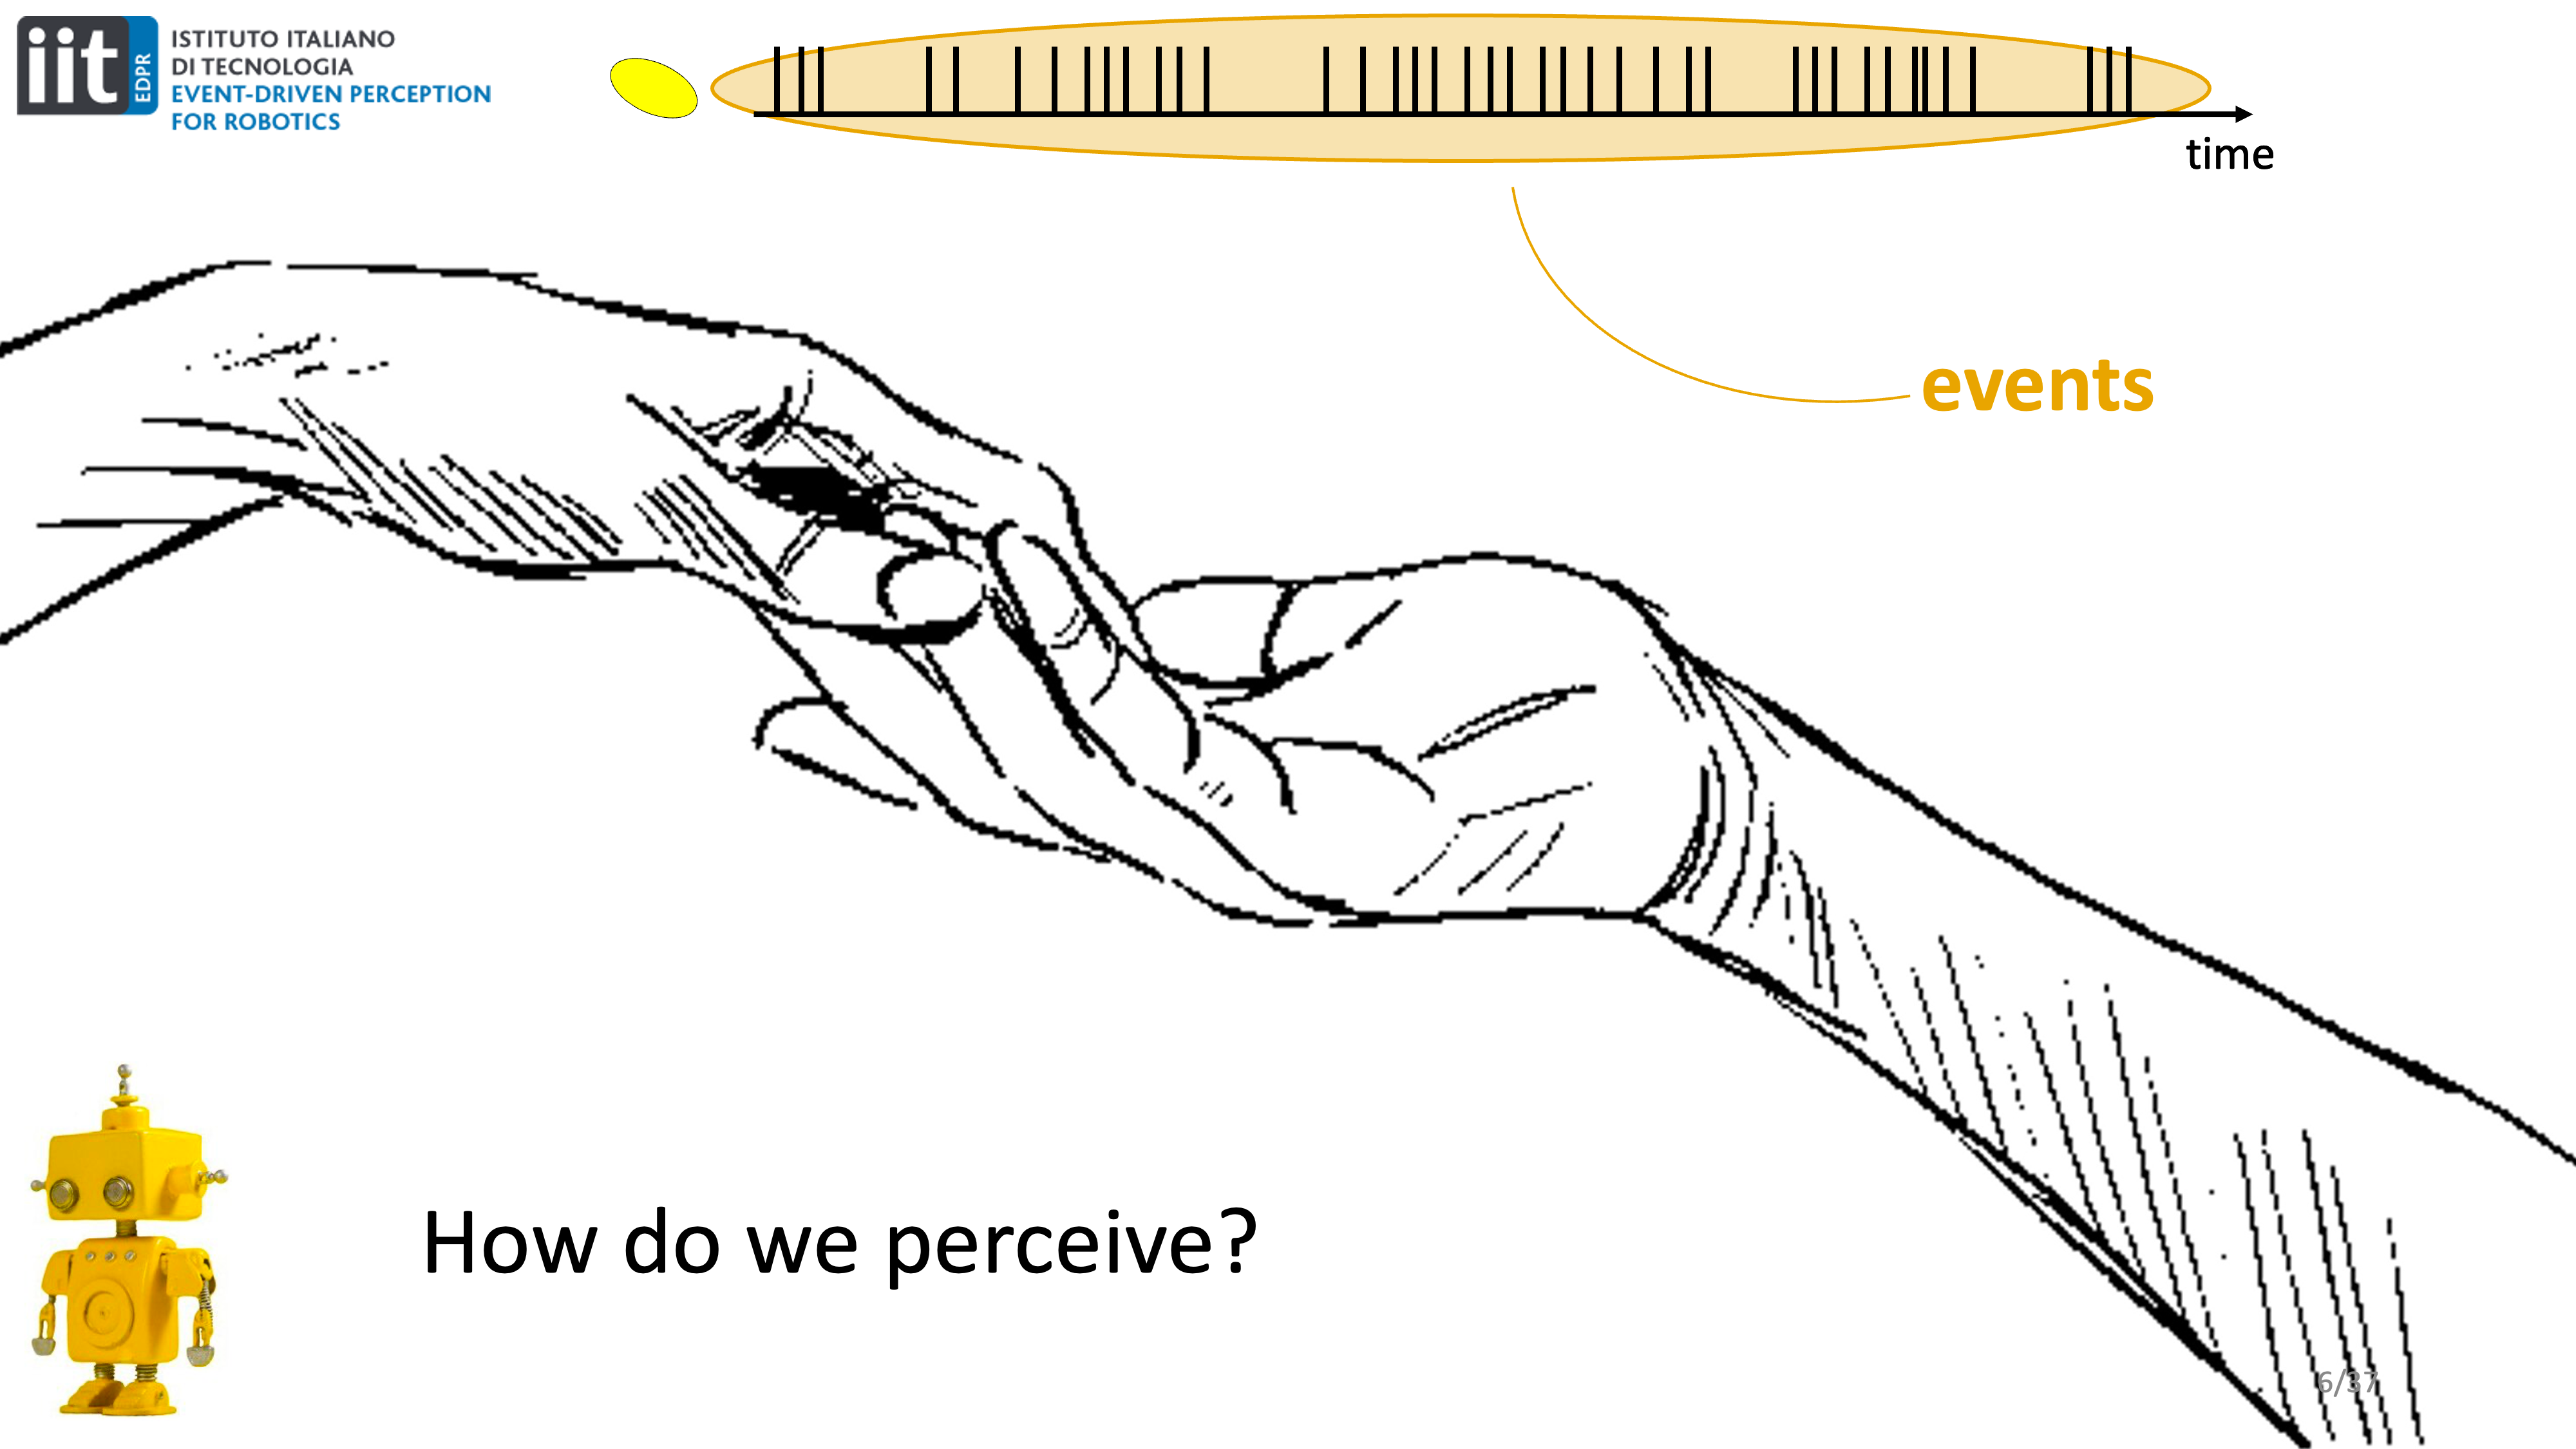 iit
EDPR
ISTITUTO ITALIANO
DI TECNOLOGIA
EVENT-DRIVEN PERCEPTION
FOR ROBOTICS
time
events
How do we perceive?
6/37